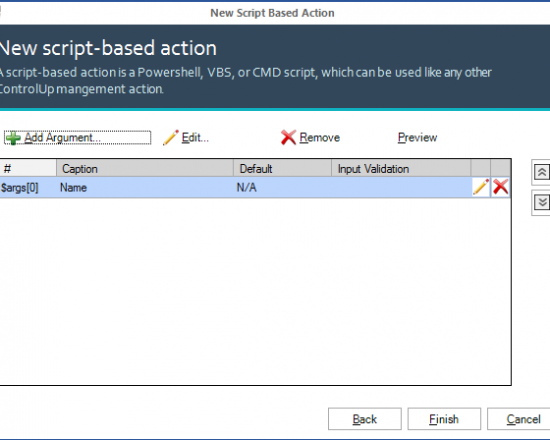 New Script Based Action
New script-based action
A script-based action is a Powershell, VBS, or CMD script, which can be used like any other
ControlUp mangement action.
Add Argument... Edit... Remove Preview
# Caption Default Input Validation
$args[0] Name N/A
Back Finish Cancel